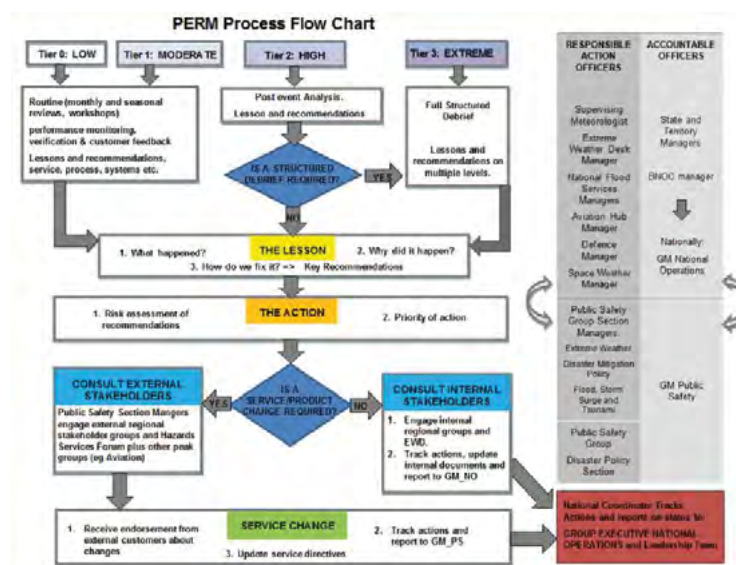 PERM Process Flow Chart
Tier 0: LOW
Tier 1: MODERATE
Tier 2: HIGH
Tier 3: EXTREME
Routine (monthly and seasonal
reviews, workshops)
performance monitoring,
verification & customer feedback
Lessons and recommendations,
service, process, systems etc.
Post event Analysis.
Lesson and recommendations
Full Structured
Debrief
Lessons and
recommendations on
multiple levels.
IS A STRUCTURED
DEBRIEF REQUIRED?
YES
NO
1. What happened?
THE LESSON
2. Why did it happen?
3. How do we fix it? –> Key Recommendations
1. Risk assessment of
recommendations
THE ACTION
2. Priority of action
CONSULT EXTERNAL
STAKEHOLDERS
Public Safety Section Mangers
engage external regional
stakeholder groups and Hazards
Services Forum plus other peak
groups (eg Aviation)
YES
IS A
SERVICE/PRODUCT
CHANGE REQUIRED?
NO
CONSULT INTERNAL
STAKEHOLDERS
1. Engage internal
regional groups and
EWD.
2. Track actions, update
internal documents and
report to GM_NO
1. Receive endorsement from
external customers about
changes
SERVICE CHANGE
3. Update service directives
2. Track actions and
report to GM_PS
RESPONSIBLE
ACTION
OFFICERS
Supervising
Meteorologist
Extreme
Weather Desk
Manager
National Flood
Services
Managers
Aviation Hub
Manager
Defence
Manager
Space Weather
Manager
Public Safety
Group Section
Managers.
Extreme Weather
Disaster Mitigation
Policy
Flood, Storm
Surge and
Tsunami
Public Safety
Group
Disaster Policy
Section
ACCOUNTABLE
OFFICERS
State and
Territory
Managers
BNOC manager
Nationally:
GM National
Operations
GM Public
Safety
National Coordinator Tracks
Actions and reports on status to:
GROUP EXECUTIVE NATIONAL
OPERATIONS and Leadership Team